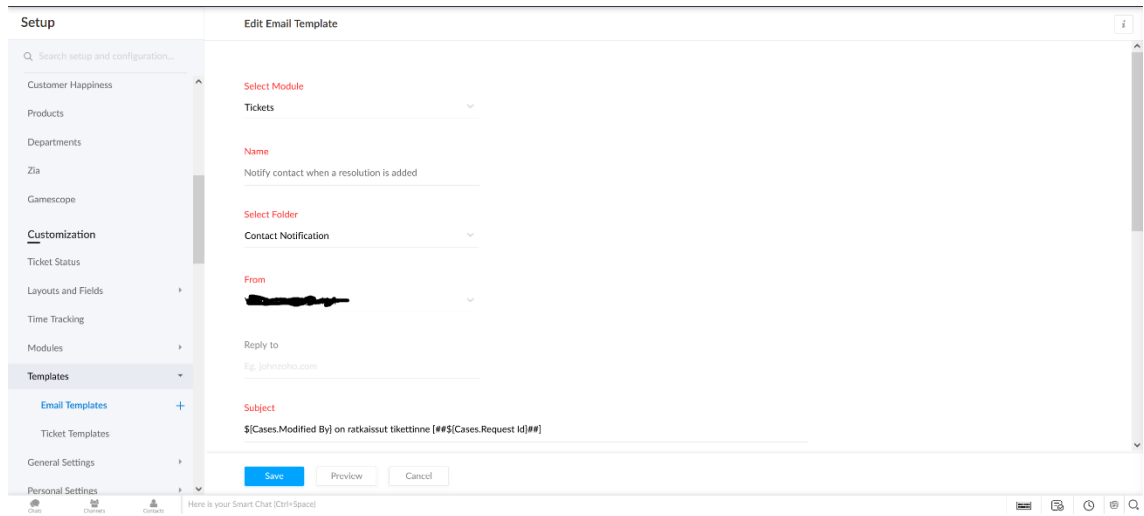 Setup
Edit Email Template
i
Search setup and configuration...
Customer Happiness
Products
Departments
Zia
Gamescope
Customization
Ticket Status
Layouts and Fields
Time Tracking
Modules
Templates
Email Templates
+
Ticket Templates
General Settings
Personal Settings
Select Module
Tickets
Name
Notify contact when a resolution is added
Select Folder
Contact Notification
From
Reply to
Eg. johnzoho.com
Subject
${Cases.Modified By} on ratkaissut tikettinne [##${Cases.Request Id}##]
Save Preview Cancel
Chats Channels Contacts
Here is your Smart Chat (Ctrl+Space)